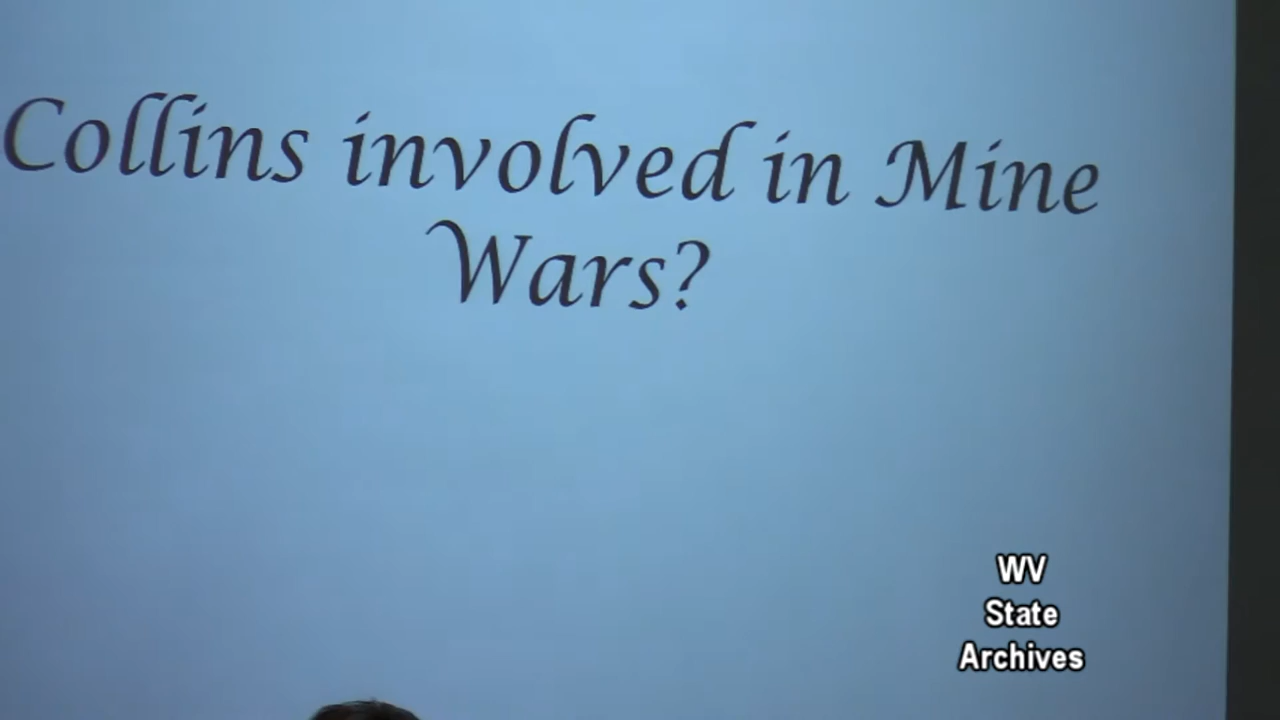 Collins involved in Mine
Wars?
WV
State
Archives